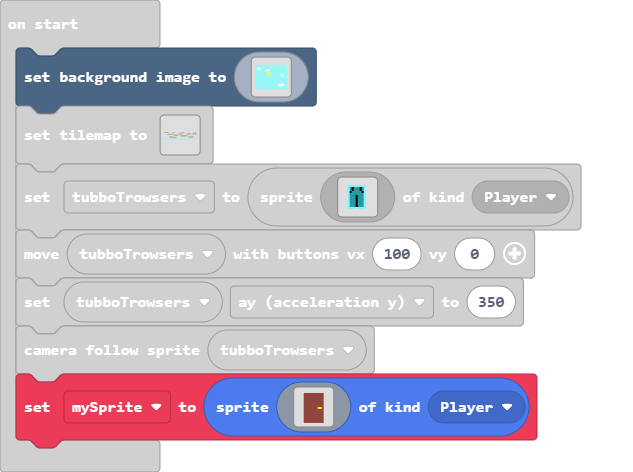 on start
set background image to
set tilemap to
set tubboTrowsers to sprite of kind Player
move tubboTrowsers with buttons vx 100 vy 0
set tubboTrowsers ay (acceleration y) to 350
camera follow sprite tubboTrowsers
set mySprite to sprite of kind Player